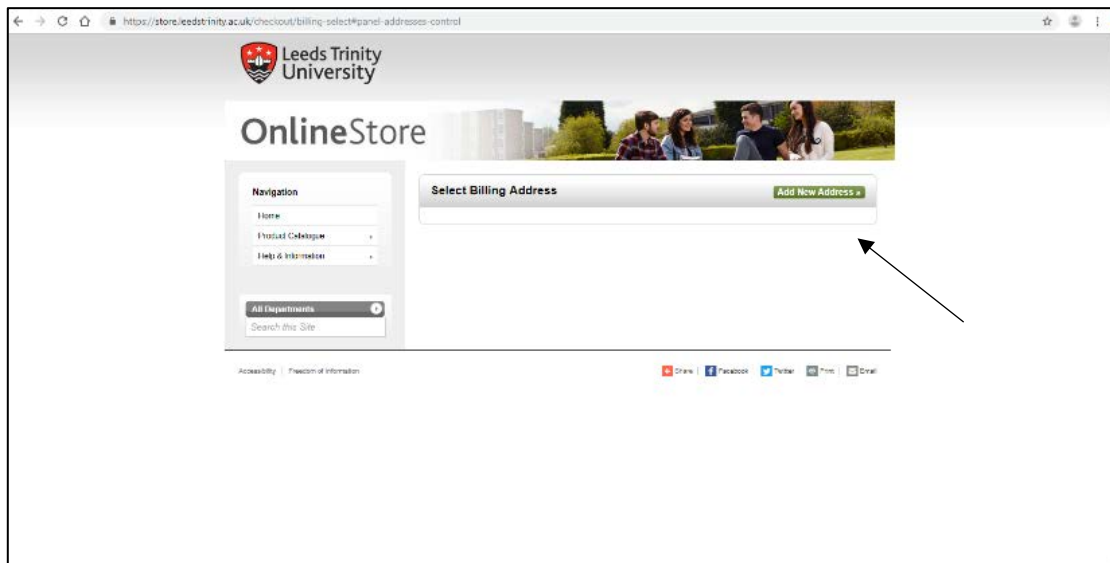 https://store.leedstrinity.ac.uk/checkout/billing-select#panel-addresses-control
Leeds Trinity
University
OnlineStore
Navigation
Home
Product Catalogue
Help & Information
All Departments
Search this Site
Select Billing Address
Add New Address »
Accessibility | Freedom of Information
Share | Facebook Twitter Print | Email